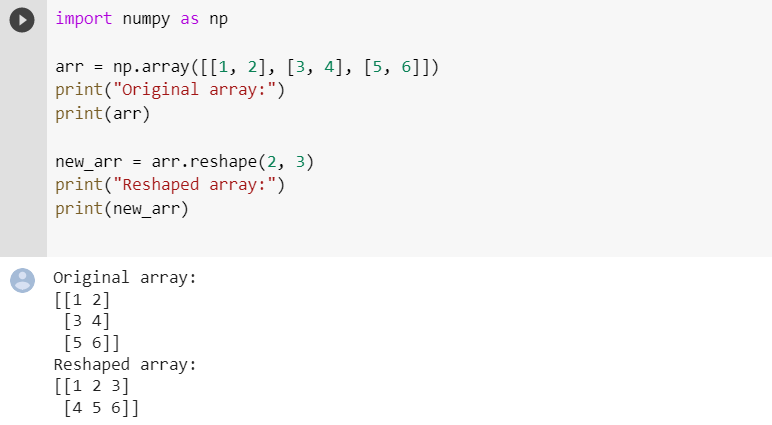 import numpy as np
arr = np.array([[1, 2], [3, 4], [5, 6]])
print("Original array:")
print(arr)
new_arr = arr.reshape(2, 3)
print("Reshaped array:")
print(new_arr)
Original array:
[[1 2]
 [3 4]
 [5 6]]
Reshaped array:
[[1 2 3]
 [4 5 6]]